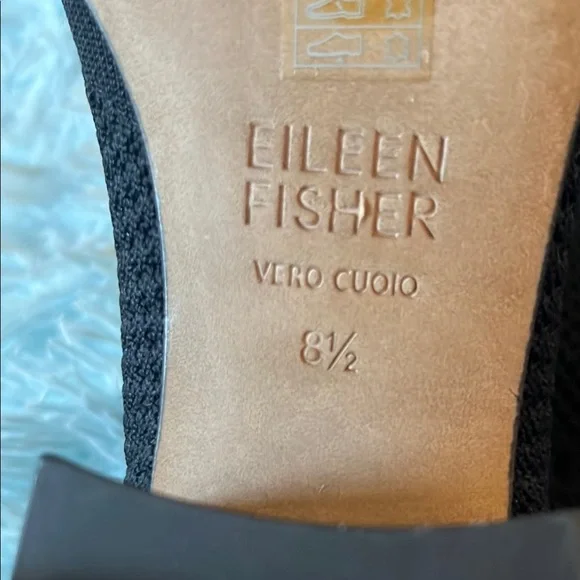 EILEEN
FISHER
VERO CUOIO
8½